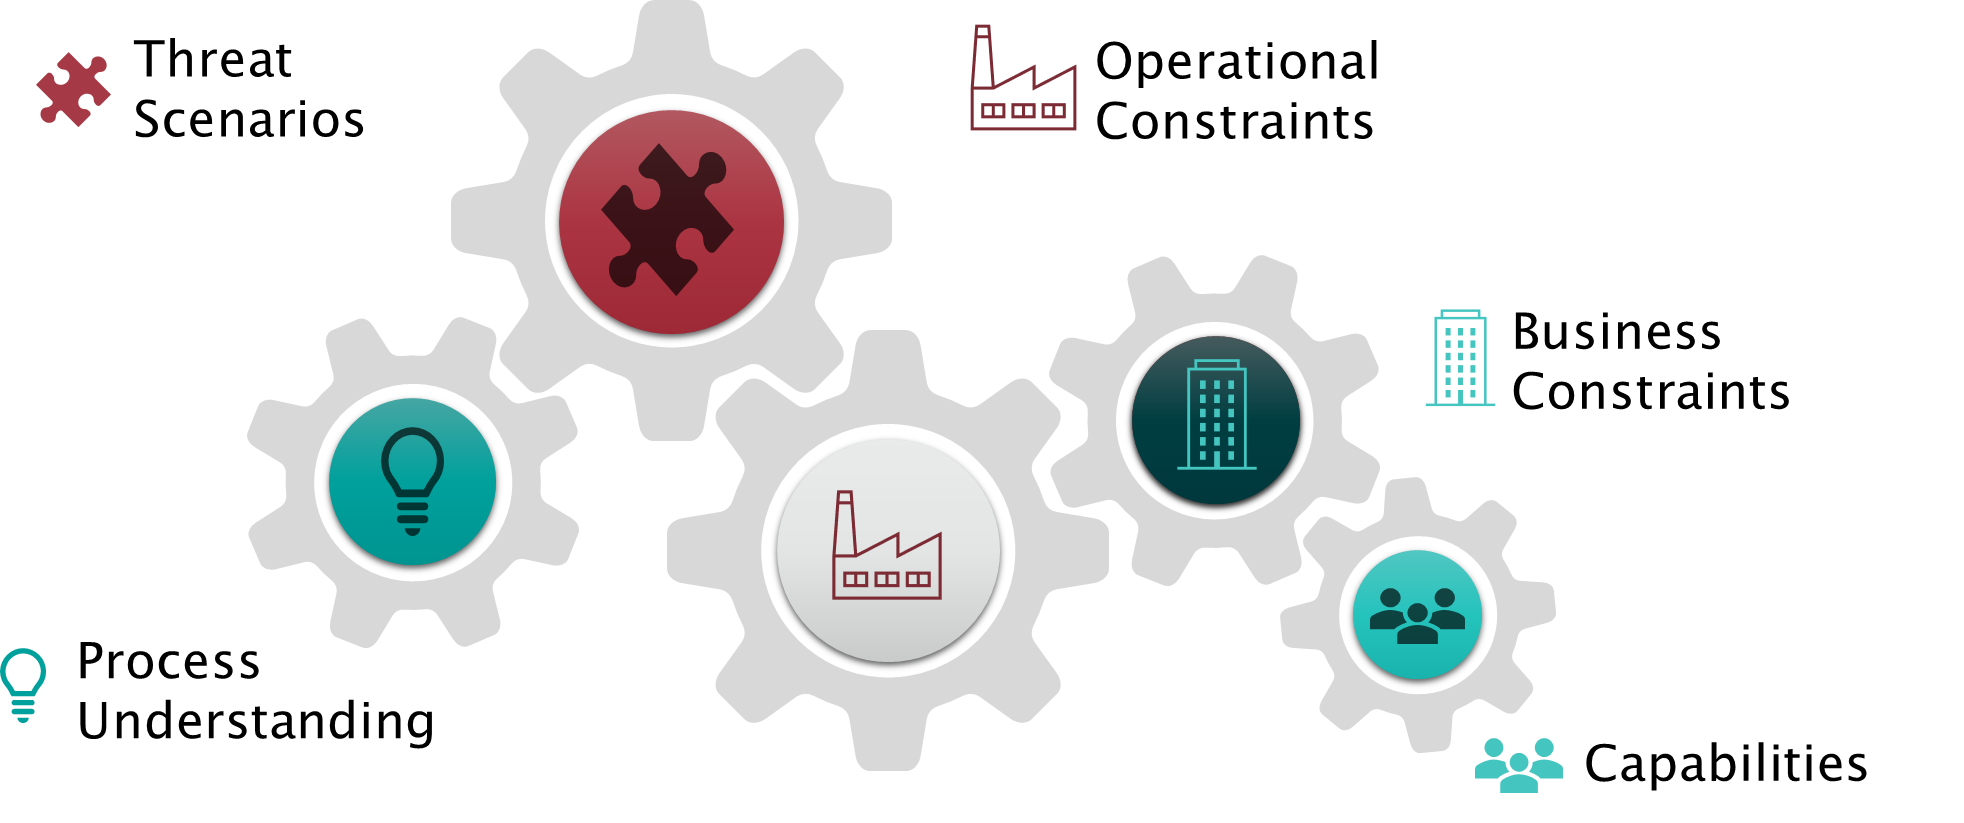 Threat
Scenarios
Operational
Constraints
Business
Constraints
Process
Understanding
Capabilities